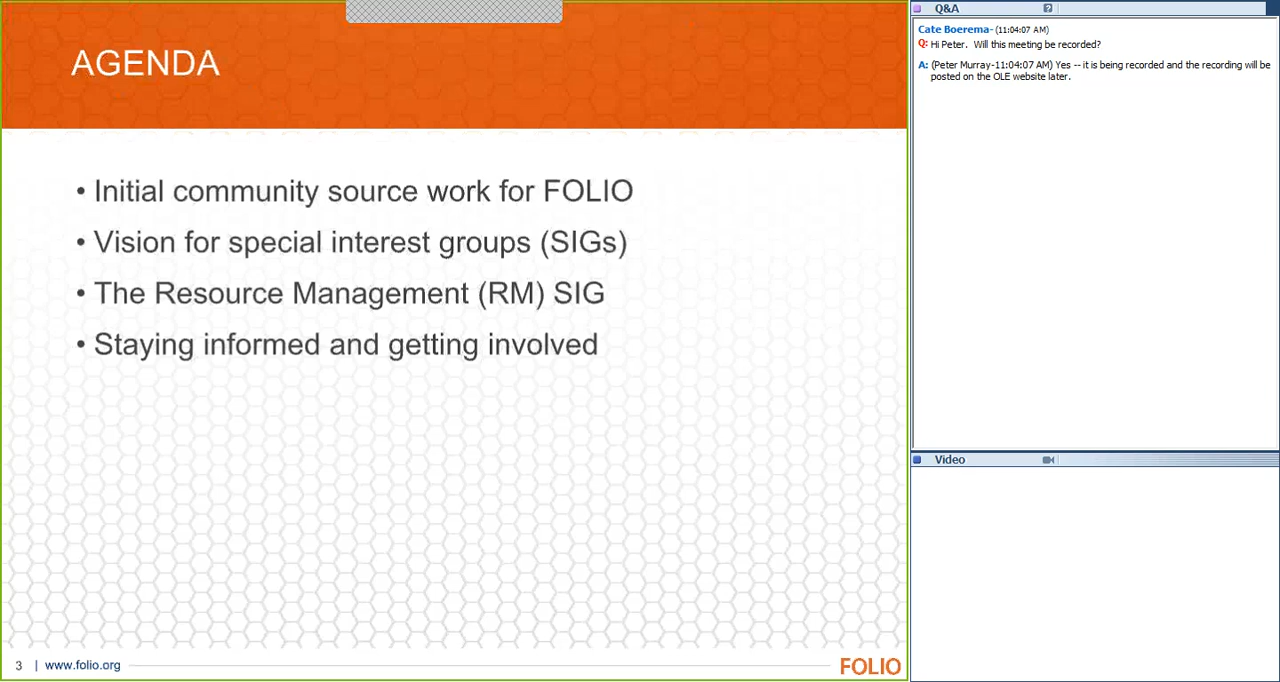 AGENDA
• Initial community source work for FOLIO
• Vision for special interest groups (SIGs)
• The Resource Management (RM) SIG
• Staying informed and getting involved
3 | www.folio.org
FOLIO
Q&A
?
Cate Boerema- (11:04:07 AM)
Q: Hi Peter. Will this meeting be recorded?
A: (Peter Murray-11:04:07 AM) Yes -- it is being recorded and the recording will be
posted on the OLE website later.
Video